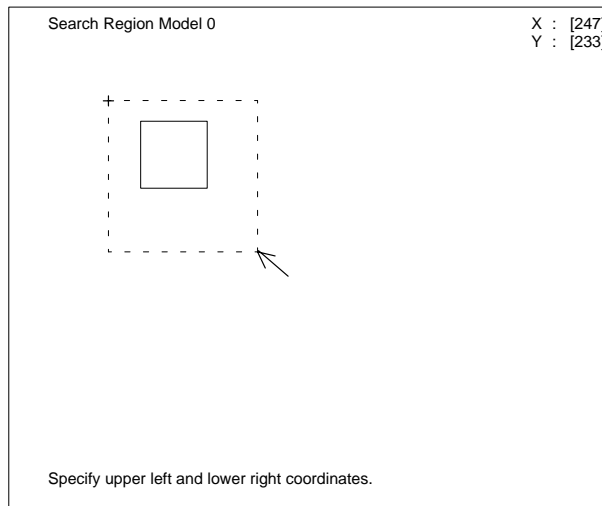 Search Region Model 0
X : [247]
Y : [233]
Specify upper left and lower right coordinates.